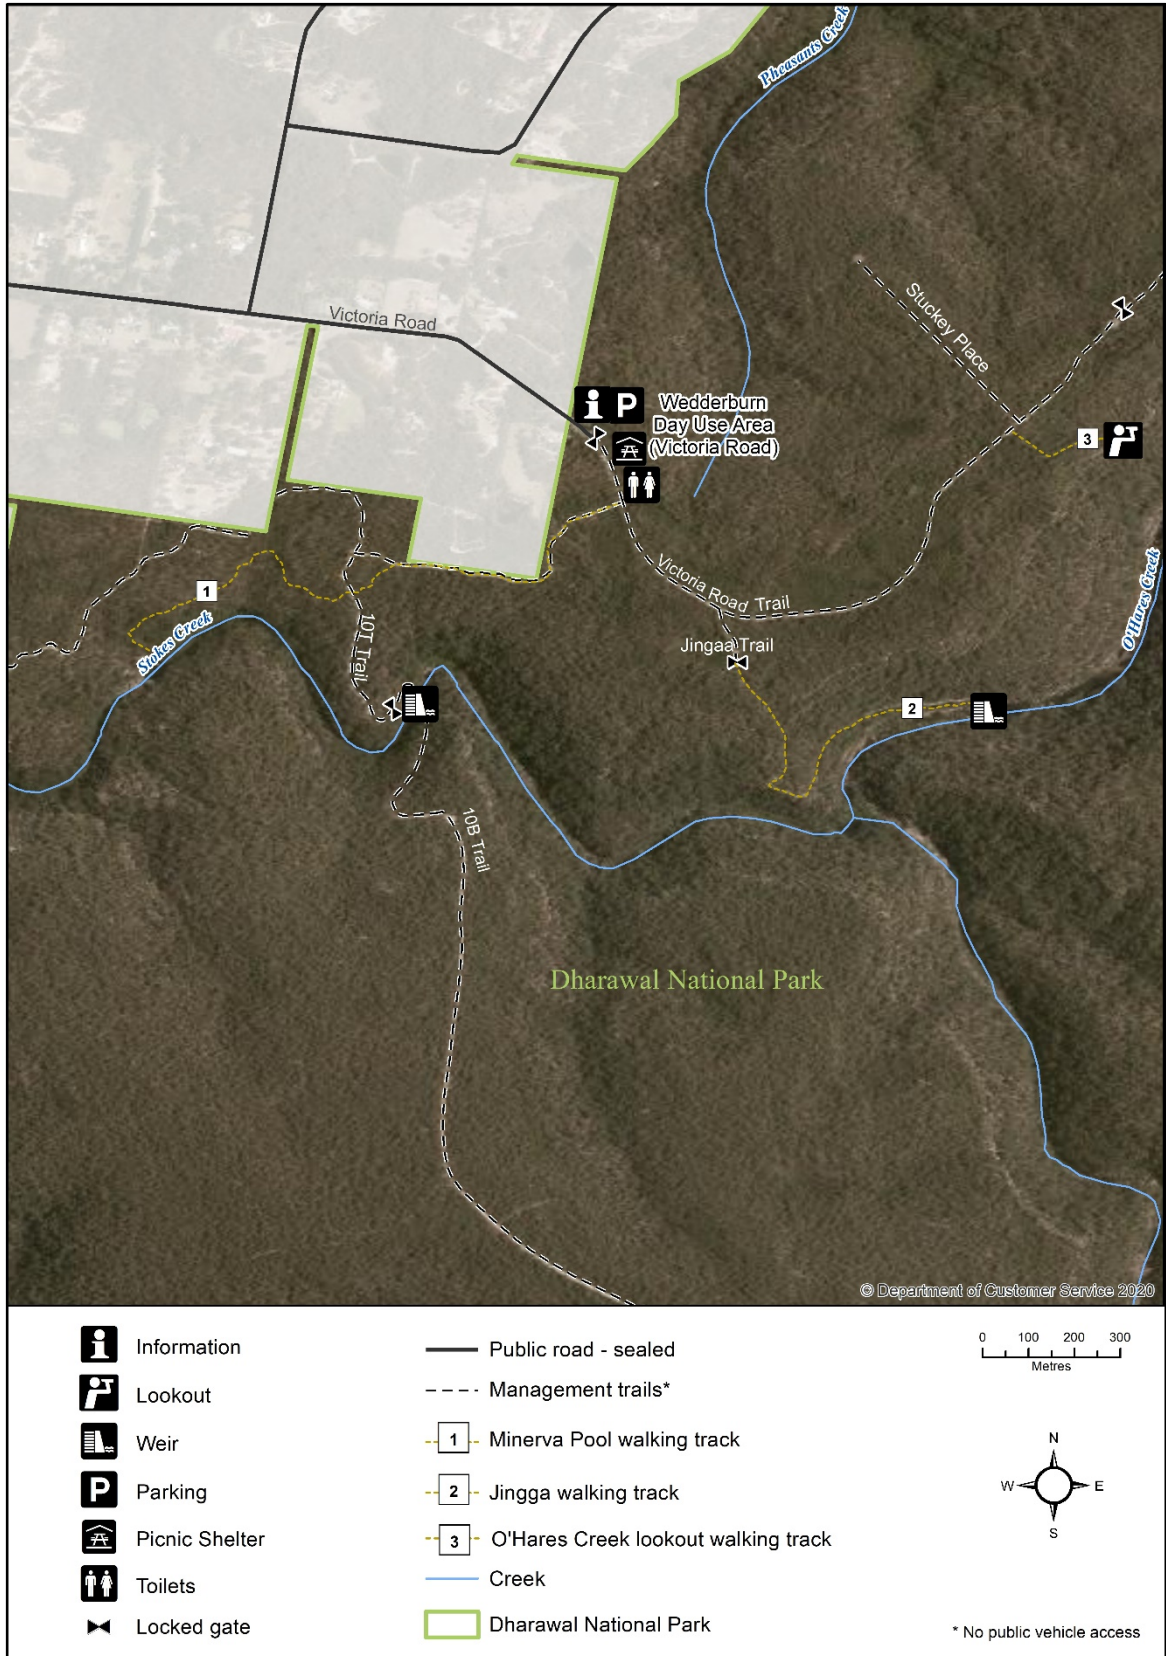 Pheasants Creek
Stuckey Place
Victoria Road
P
Wedderburn
Day Use Area
(Victoria Road)
3
O'Hares Creek
Victoria Road Trail
1
Stokes Creek
10T Trail
Jingaa Trail
2
10B Trail
Dharawal National Park
© Department of Customer Service 2020
Information
Lookout
Weir
P
Parking
Picnic Shelter
Toilets
Locked gate
Public road - sealed
Management trails*
1
Minerva Pool walking track
2
Jingga walking track
3
O'Hares Creek lookout walking track
Creek
Dharawal National Park
0 100 200 300
Metres
N
W E
S
* No public vehicle access